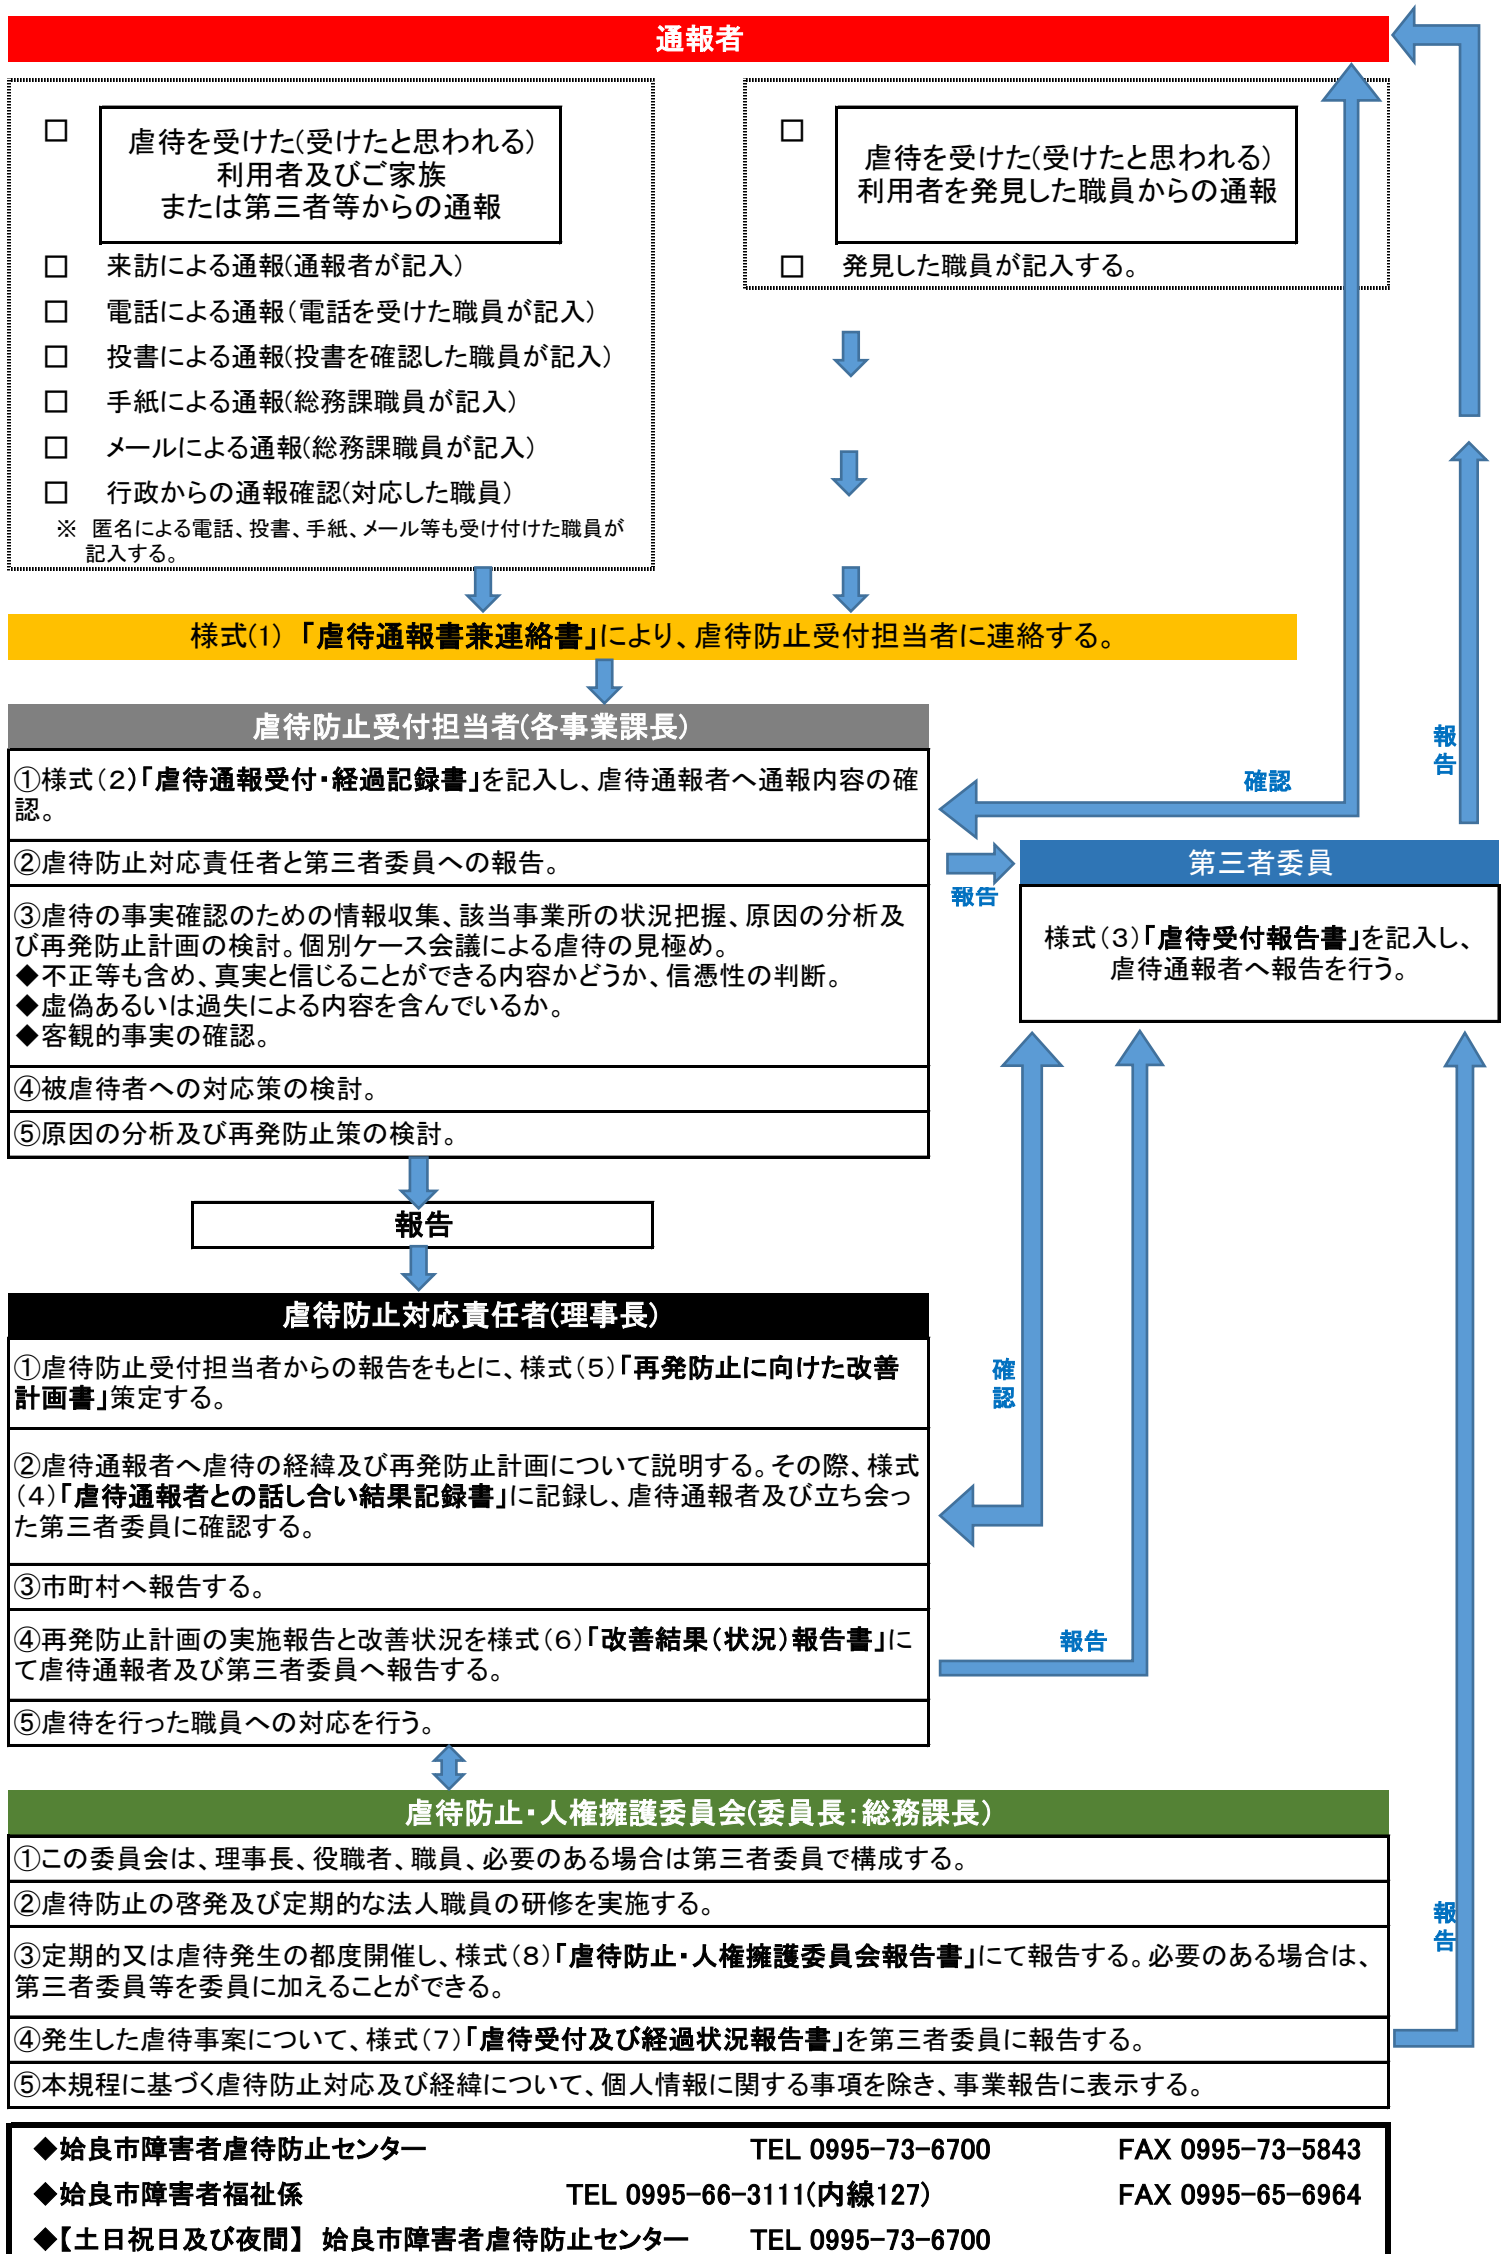 通報者
□ 虐待を受けた(受けたと思われる)
利用者及びご家族
または第三者等からの通報
□ 来訪による通報(通報者が記入)
□ 電話による通報(電話を受けた職員が記入)
□ 投書による通報(投書を確認した職員が記入)
□ 手紙による通報(総務課職員が記入)
□ メールによる通報(総務課職員が記入)
□ 行政からの通報確認(対応した職員)
※ 匿名による電話、投書、手紙、メール等も受け付けた職員が
記入する。
□ 虐待を受けた(受けたと思われる)
利用者を発見した職員からの通報
□ 発見した職員が記入する。
様式(1)「虐待通報書兼連絡書」により、虐待防止受付担当者に連絡する。
虐待防止受付担当者(各事業課長)
①様式(2)「虐待通報受付・経過記録書」を記入し、虐待通報者へ通報内容の確
認。
②虐待防止対応責任者と第三者委員への報告。
③虐待の事実確認のための情報収集、該当事業所の状況把握、原因の分析及
び再発防止計画の検討。個別ケース会議による虐待の見極め。
◆不正等も含め、真実と信じることができる内容かどうか、信憑性の判断。
◆虚偽あるいは過失による内容を含んでいるか。
◆客観的事実の確認。
④被虐待者への対応策の検討。
⑤原因の分析及び再発防止策の検討。
確認
報告
報告
第三者委員
様式(3)「虐待受付報告書」を記入し、
虐待通報者へ報告を行う。
報告
虐待防止対応責任者(理事長)
①虐待防止受付担当者からの報告をもとに、様式(5)「再発防止に向けた改善
計画書」策定する。
②虐待通報者へ虐待の経緯及び再発防止計画について説明する。その際、様式
(4)「虐待通報者との話し合い結果記録書」に記録し、虐待通報者及び立ち会っ
た第三者委員に確認する。
③市町村へ報告する。
④再発防止計画の実施報告と改善状況を様式(6)「改善結果(状況)報告書」に
て虐待通報者及び第三者委員へ報告する。
⑤虐待を行った職員への対応を行う。
確認
報告
虐待防止・人権擁護委員会(委員長:総務課長)
①この委員会は、理事長、役職者、職員、必要のある場合は第三者委員で構成する。
②虐待防止の啓発及び定期的な法人職員の研修を実施する。
③定期的又は虐待発生の都度開催し、様式(8)「虐待防止・人権擁護委員会報告書」にて報告する。必要のある場合は、
第三者委員等を委員に加えることができる。
④発生した虐待事案について、様式(7)「虐待受付及び経過状況報告書」を第三者委員に報告する。
⑤本規程に基づく虐待防止対応及び経緯について、個人情報に関する事項を除き、事業報告に表示する。
報告
◆姶良市障害者虐待防止センター TEL 0995-73-6700 FAX 0995-73-5843
◆姶良市障害者福祉係 TEL 0995-66-3111(内線127) FAX 0995-65-6964
◆【土日祝日及び夜間】 姶良市障害者虐待防止センター TEL 0995-73-6700